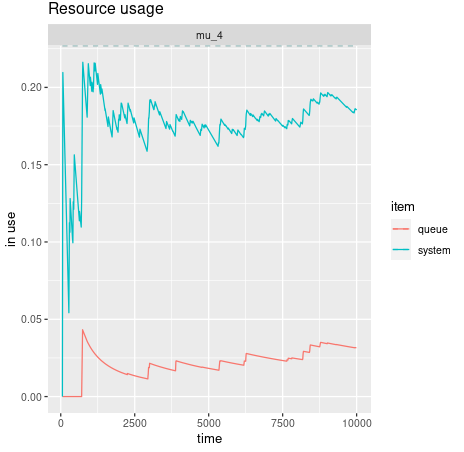 Resource usage
mu_4
0.20
0.15
0.10
0.05
0.00
in use
0
2500
5000
7500
10000
time
item
queue
system